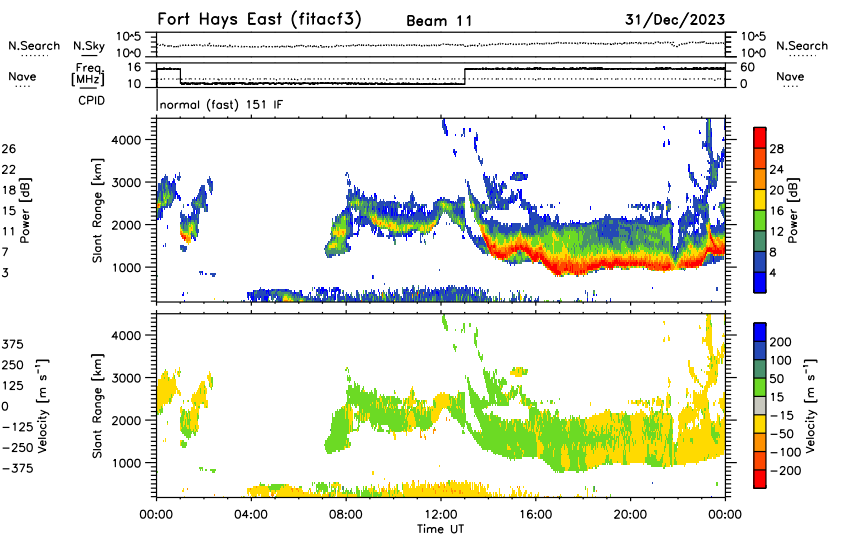 Fort Hays East (fitacf3) Beam 11 31/Dec/2023
N.Search N.Sky 10^5 10^0 10^5 10^0 N.Search
Nave Freq. [MHz] 16 10 60 0 Nave
CPID normal (fast) 151 IF
26 22 18 15 11 7 3
Power [dB]
Slant Range [km]
4000 3000 2000 1000
28 24 20 16 12 8 4
Power [dB]
375 250 125 0 −125 −250 −375
Velocity [m s⁻¹]
Slant Range [km]
4000 3000 2000 1000
200 100 50 15 −15 −50 −100 −200
Velocity [m s⁻¹]
00:00 04:00 08:00 12:00 16:00 20:00 00:00
Time UT